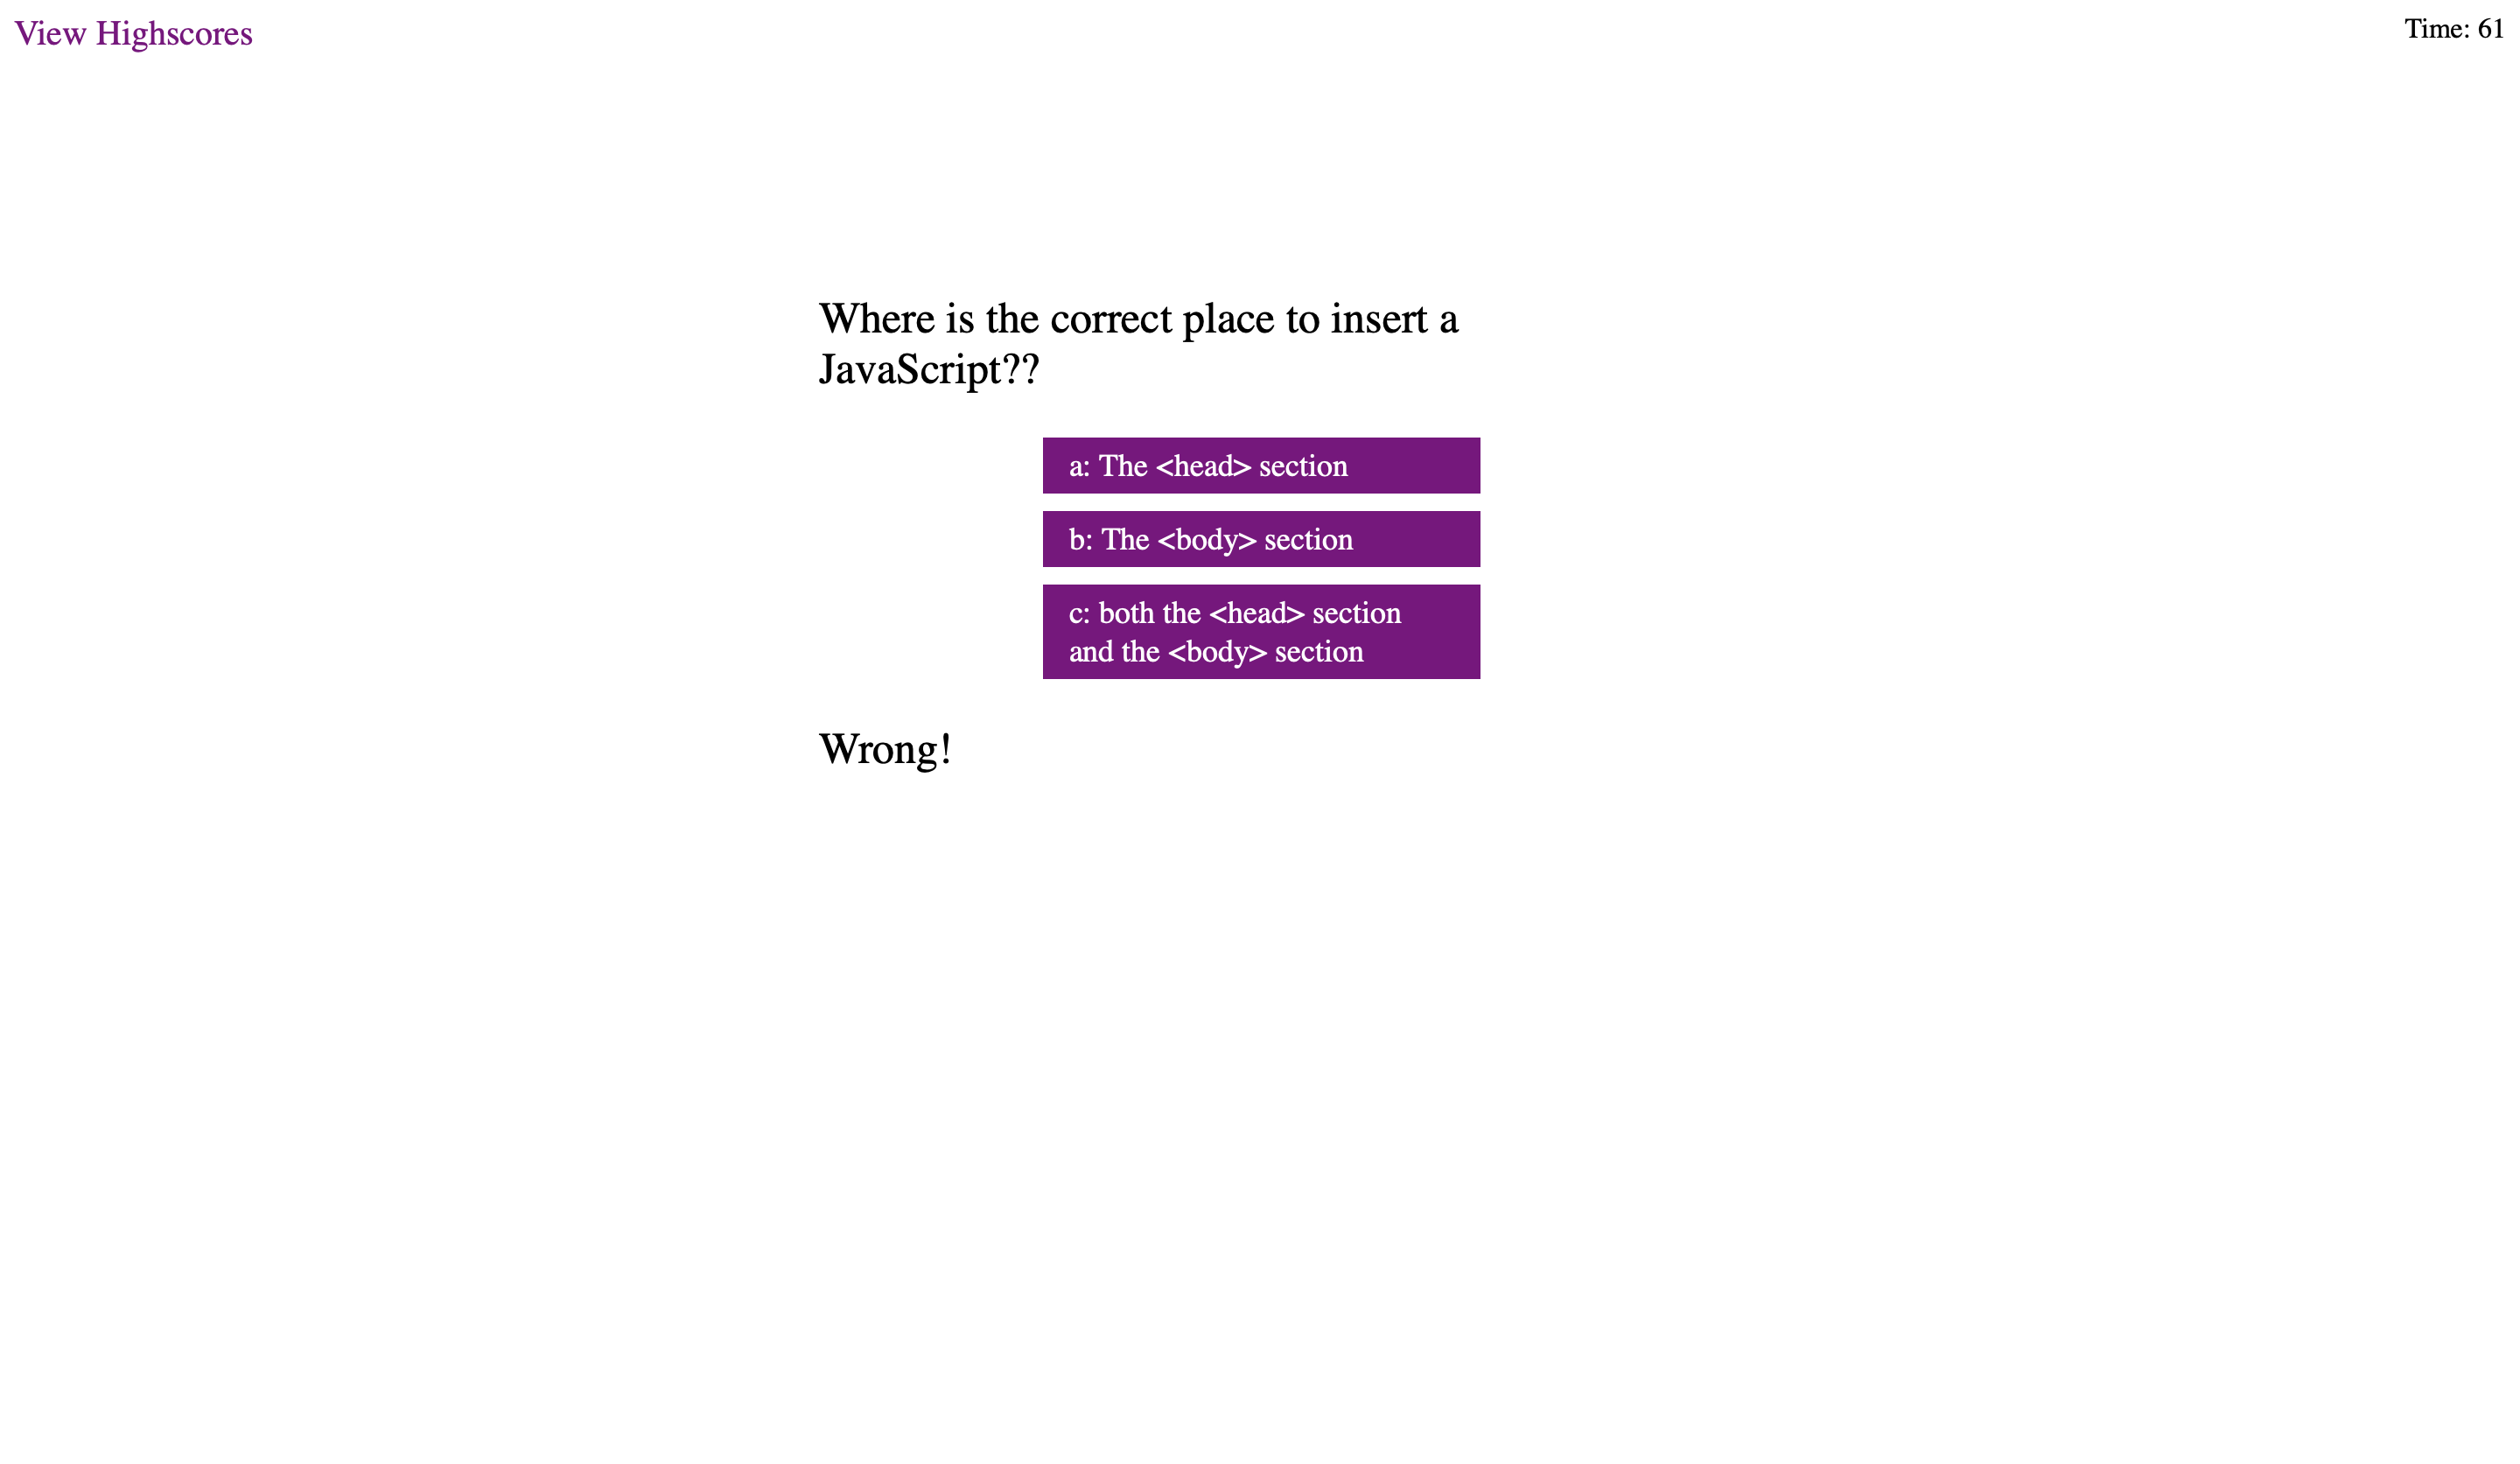 View Highscores
Time: 61
Where is the correct place to insert a
JavaScript??
a: The <head> section
b: The <body> section
c: both the <head> section
and the <body> section
Wrong!